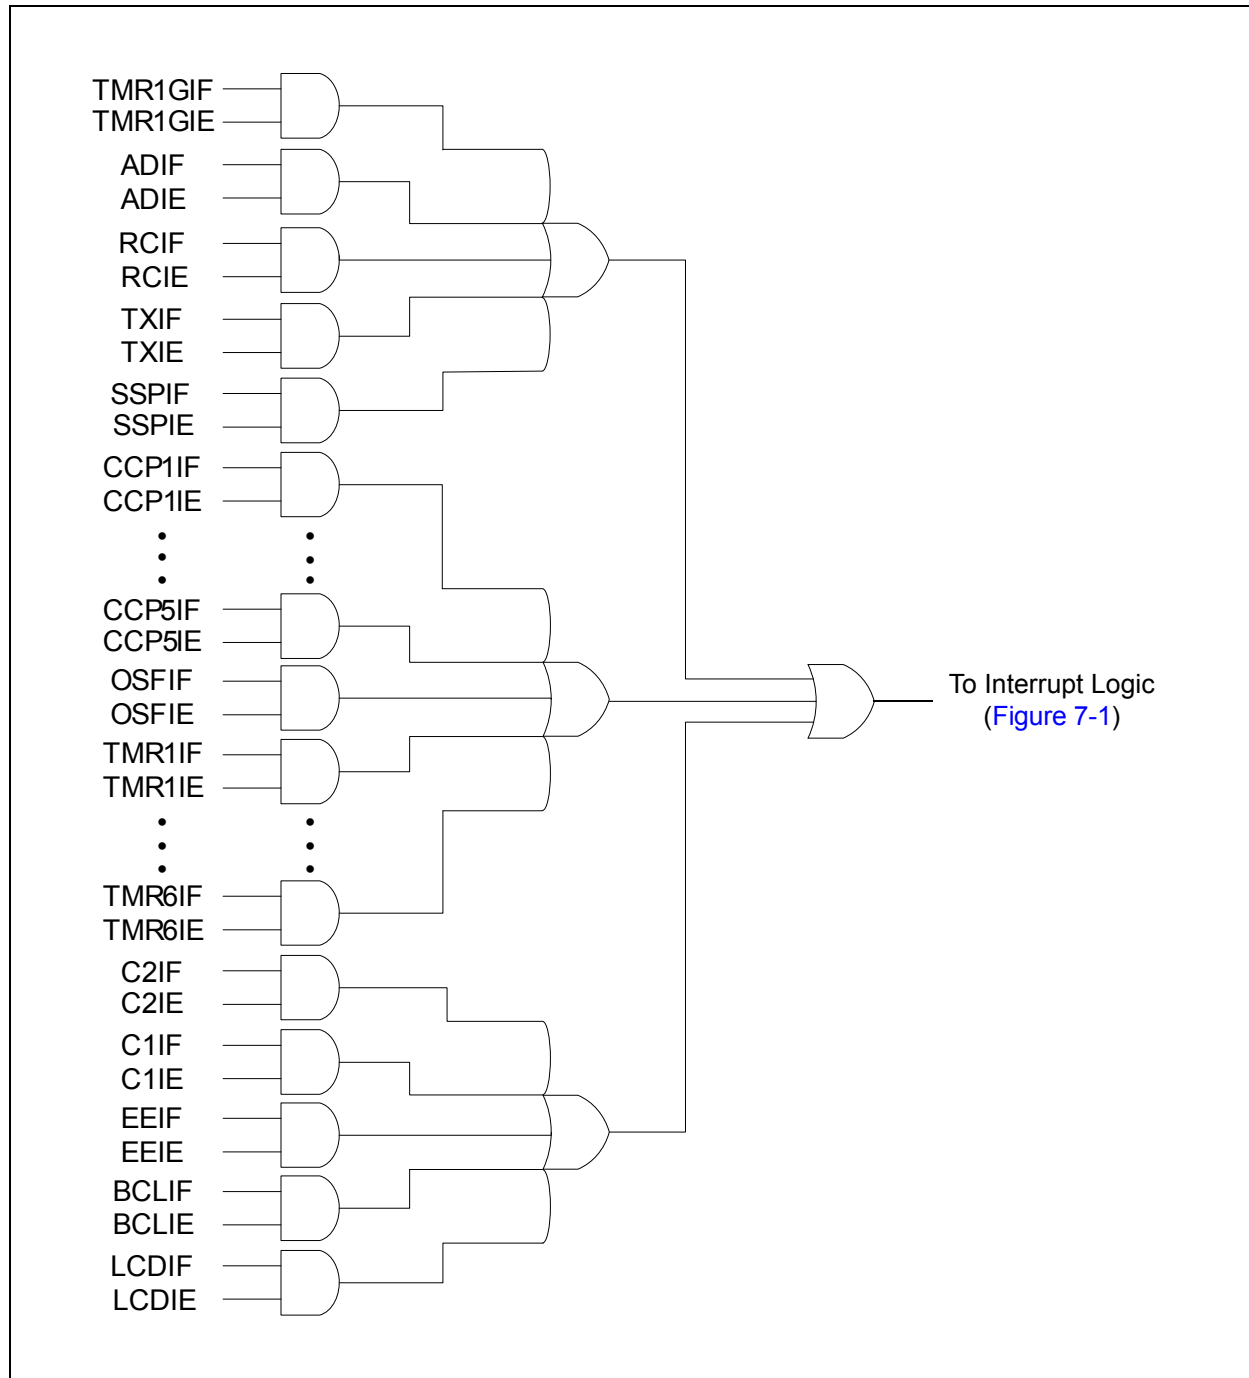 TMR1GIF
TMR1GIE
ADIF
ADIE
RCIF
RCIE
TXIF
TXIE
SSPIF
SSPIE
CCP1IF
CCP1IE
CCP5IF
CCP5IE
OSFIF
OSFIE
TMR1IF
TMR1IE
TMR6IF
TMR6IE
C2IF
C2IE
C1IF
C1IE
EEIF
EEIE
BCLIF
BCLIE
LCDIF
LCDIE
To Interrupt Logic
(Figure 7-1)